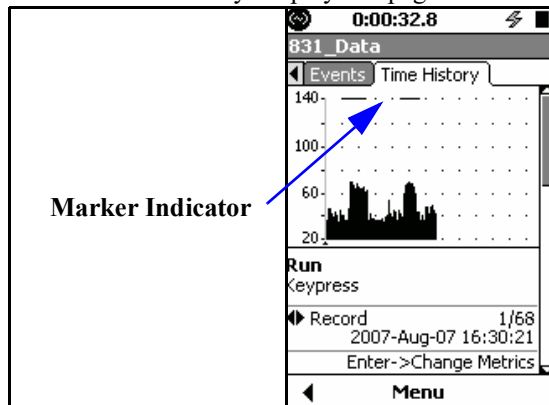 0:00:32.8
831_Data
Events Time History
140
100
60
20
Marker Indicator
Run
Keypress
Record 1/68
2007-Aug-07 16:30:21
Enter->Change Metrics
Menu